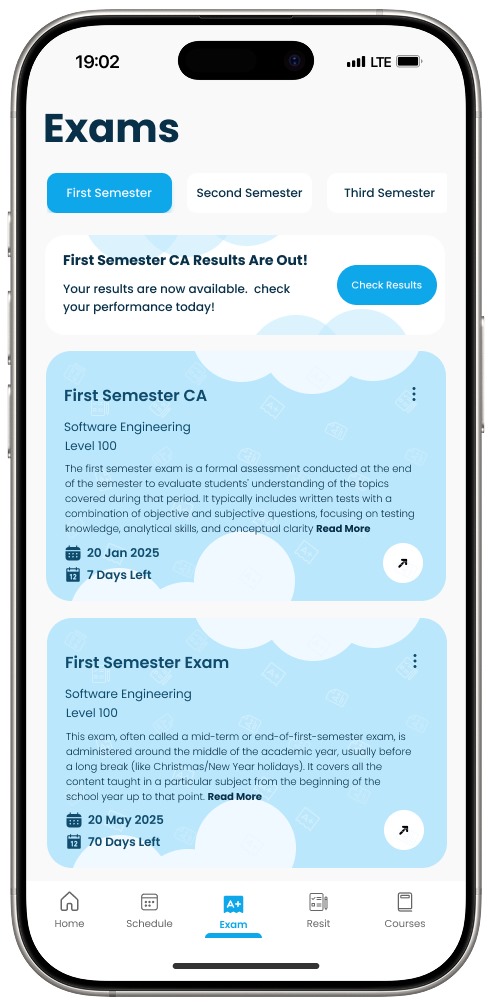 19:02
LTE
Exams
First Semester
Second Semester
Third Semester
First Semester CA Results Are Out!
Your results are now available.  check
your performance today!
Check Results
First Semester CA
Software Engineering
Level 100
The first semester exam is a formal assessment conducted at the end
of the semester to evaluate students' understanding of the topics
covered during that period. It typically includes written tests with a
combination of objective and subjective questions, focusing on testing
knowledge, analytical skills, and conceptual clarity Read More
20 Jan 2025
12
7 Days Left
First Semester Exam
Software Engineering
Level 100
This exam, often called a mid-term or end-of-first-semester exam, is
administered around the middle of the academic year, usually before
a long break (like Christmas/New Year holidays). It covers all the
content taught in a particular subject from the beginning of the
school year up to that point. Read More
20 May 2025
12
70 Days Left
A+
Home
Schedule
Exam
Resit
Courses